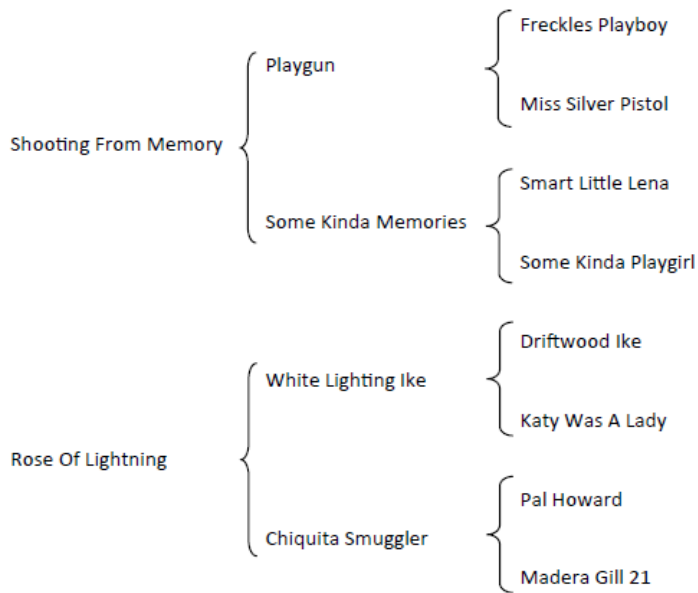 Freckles Playboy
Playgun
Miss Silver Pistol
Shooting From Memory
Smart Little Lena
Some Kinda Memories
Some Kinda Playgirl
Driftwood Ike
White Lighting Ike
Katy Was A Lady
Rose Of Lightning
Pal Howard
Chiquita Smuggler
Madera Gill 21